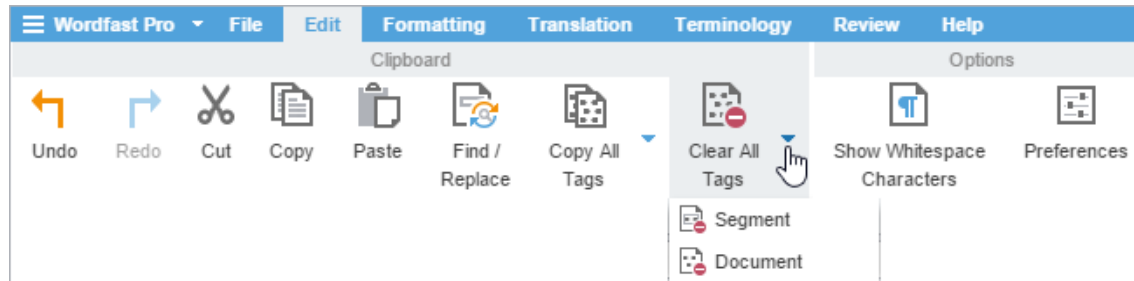 Wordfast Pro File Edit Formatting Translation Terminology Review Help
Clipboard Options
Undo Redo Cut Copy Paste Find / Copy All Clear All Show Whitespace Preferences
Replace Tags Tags Characters
Segment
Document